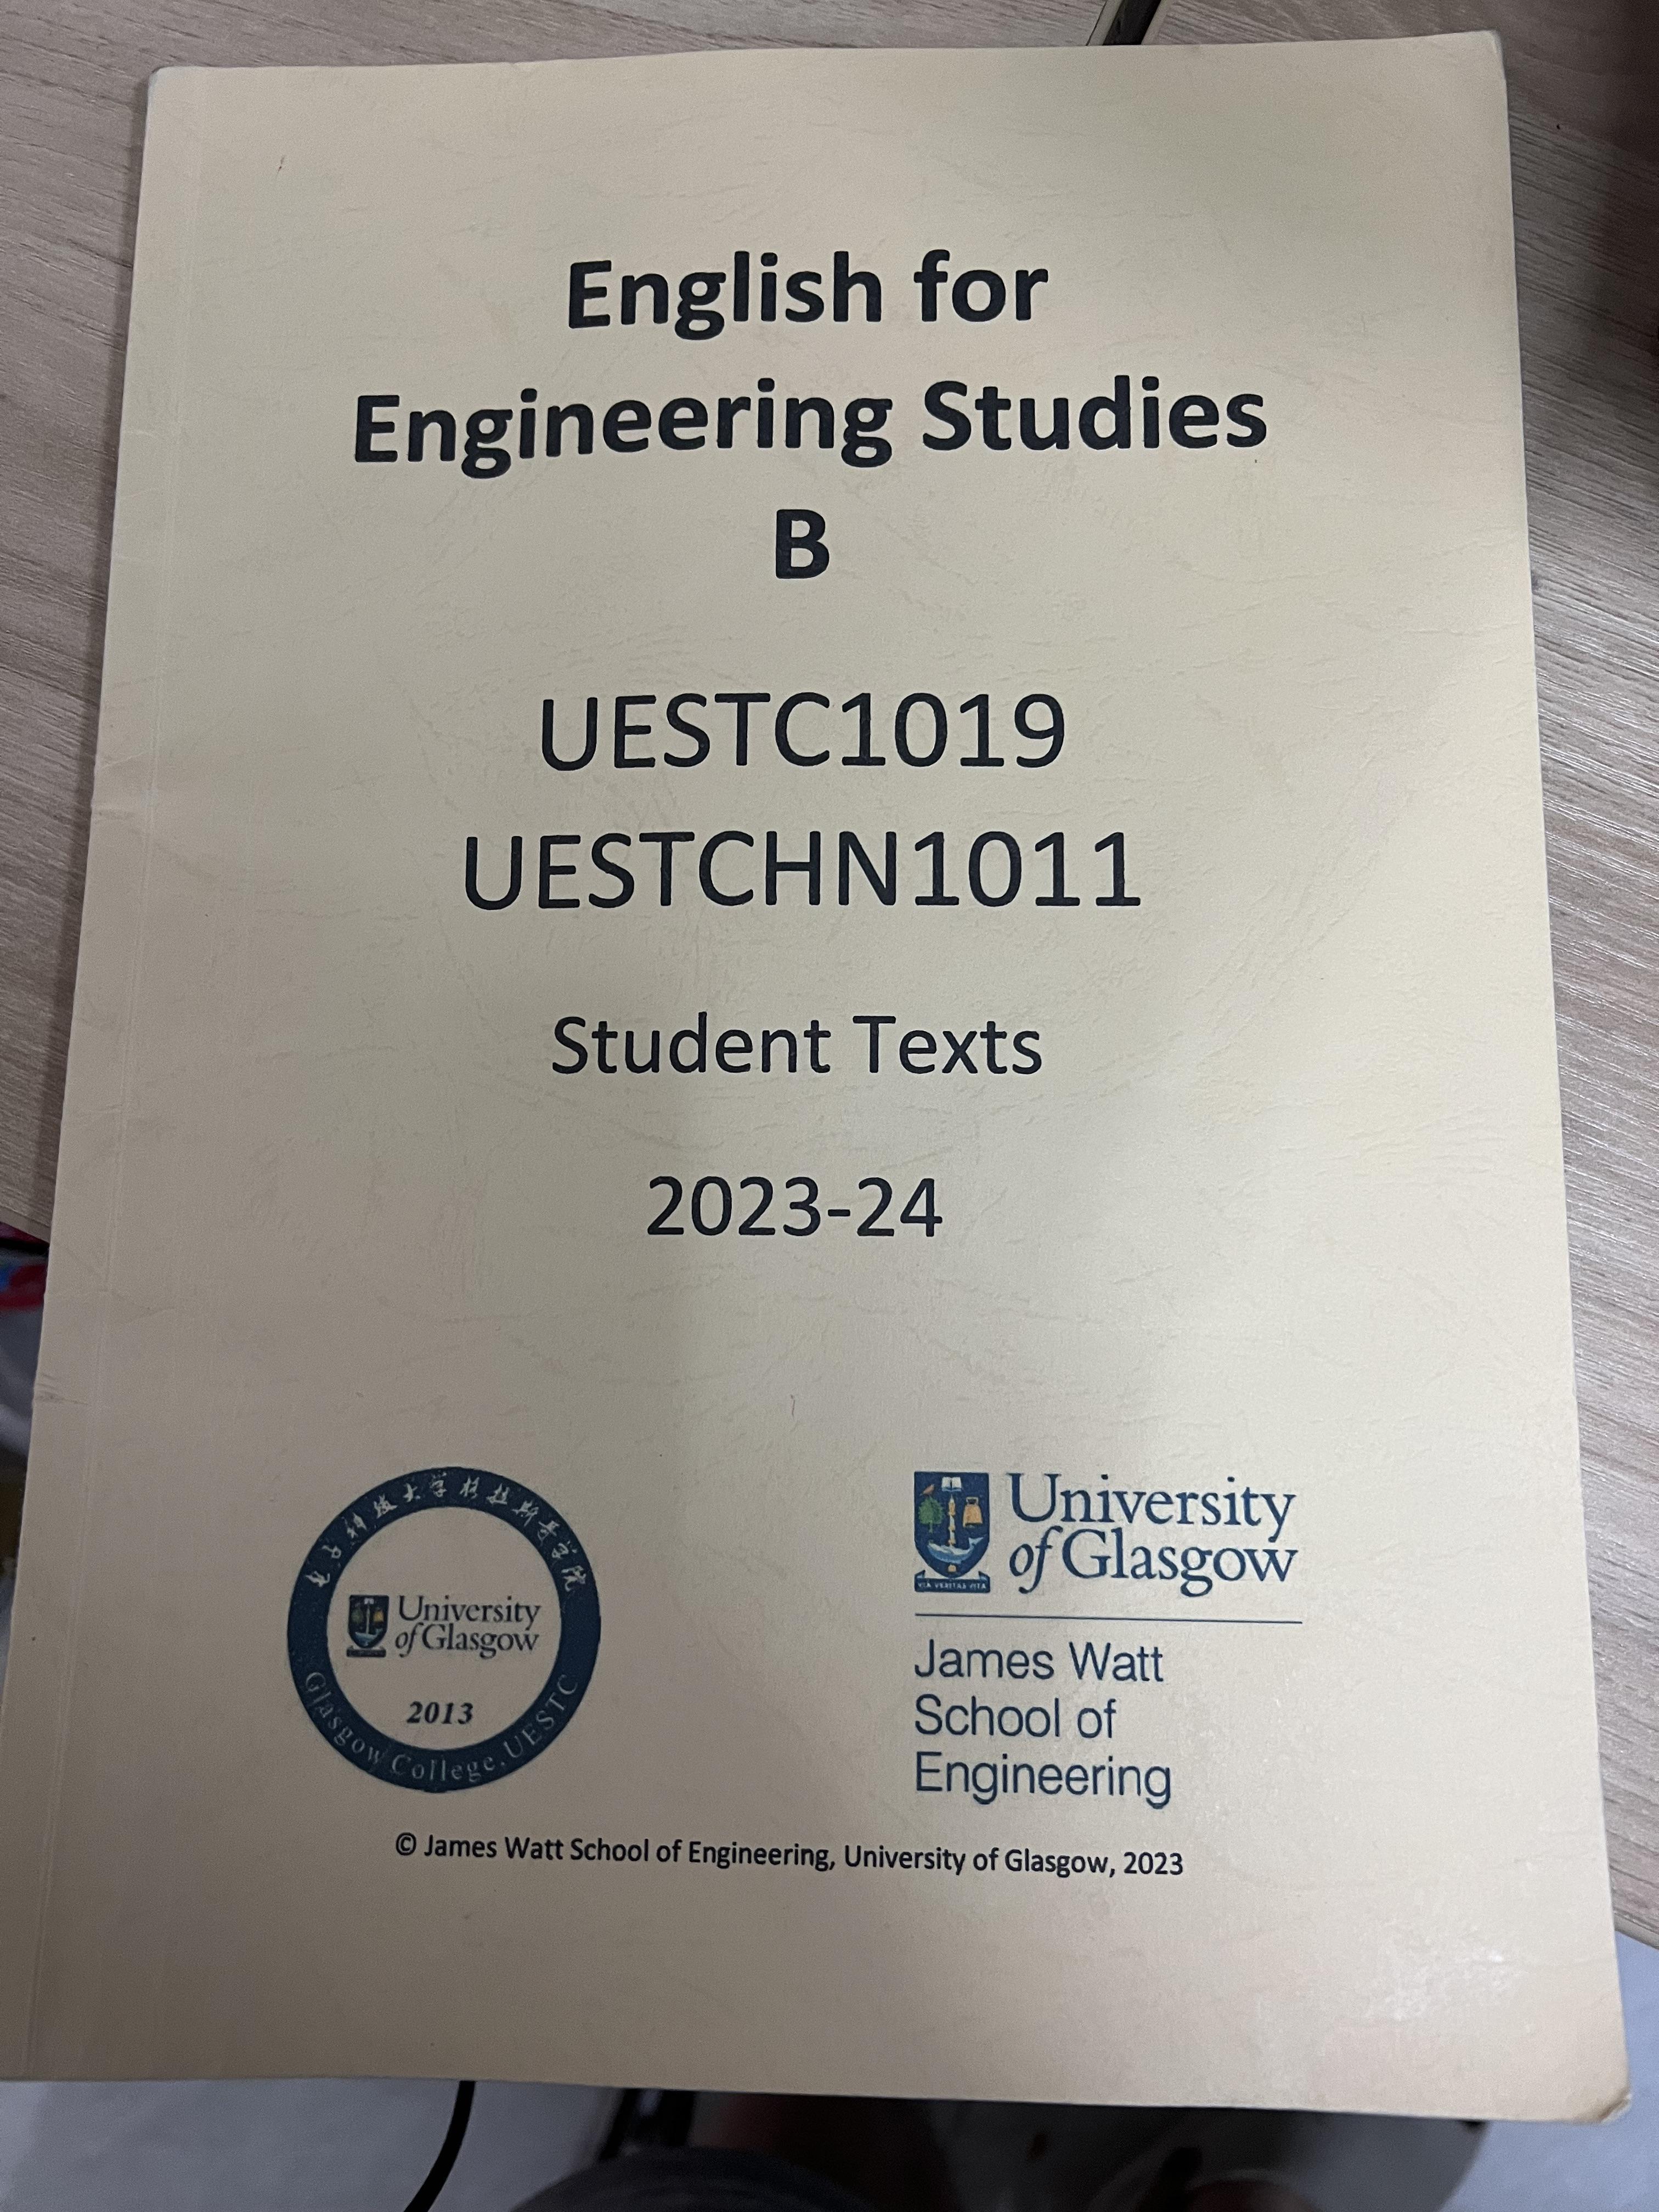 English for
Engineering Studies
B
UESTC1019
UESTCHN1011
Student Texts
2023-24
电子科技大学格拉斯哥学院
University
of Glasgow
2013
Glasgow College, UESTC
University
of Glasgow
VIA VERITAS VITA
James Watt
School of
Engineering
© James Watt School of Engineering, University of Glasgow, 2023